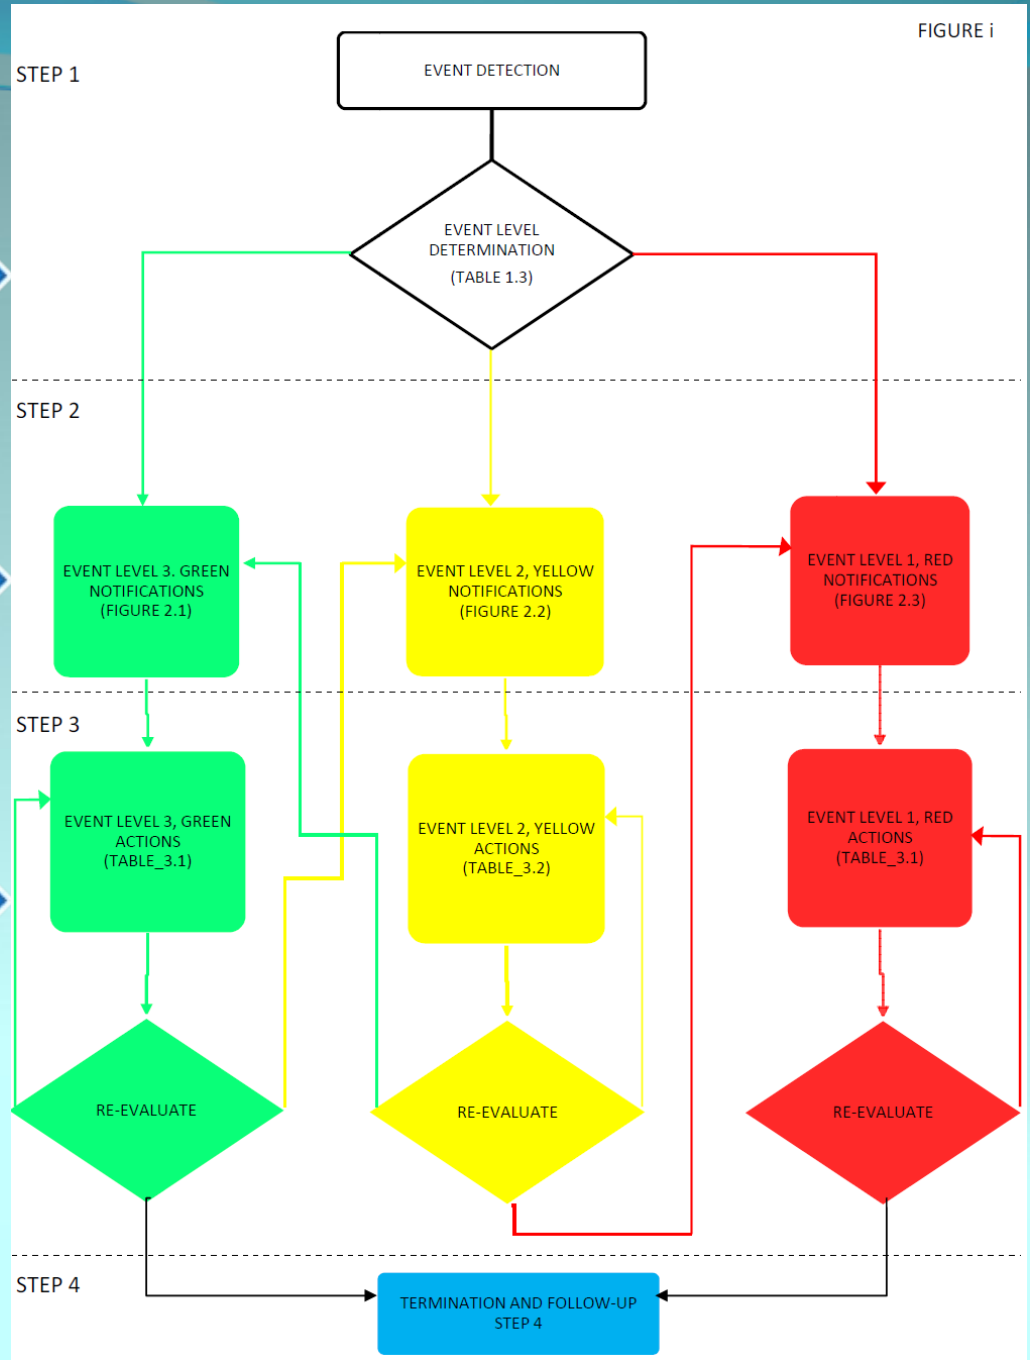 FIGURE i
STEP 1
EVENT DETECTION
EVENT LEVEL
DETERMINATION
(TABLE 1.3)
STEP 2
EVENT LEVEL 3. GREEN
NOTIFICATIONS
(FIGURE 2.1)
EVENT LEVEL 2, YELLOW
NOTIFICATIONS
(FIGURE 2.2)
EVENT LEVEL 1, RED
NOTIFICATIONS
(FIGURE 2.3)
STEP 3
EVENT LEVEL 3, GREEN
ACTIONS
(TABLE_3.1)
EVENT LEVEL 2, YELLOW
ACTIONS
(TABLE_3.2)
EVENT LEVEL 1, RED
ACTIONS
(TABLE_3.1)
RE-EVALUATE
RE-EVALUATE
RE-EVALUATE
STEP 4
TERMINATION AND FOLLOW-UP
STEP 4